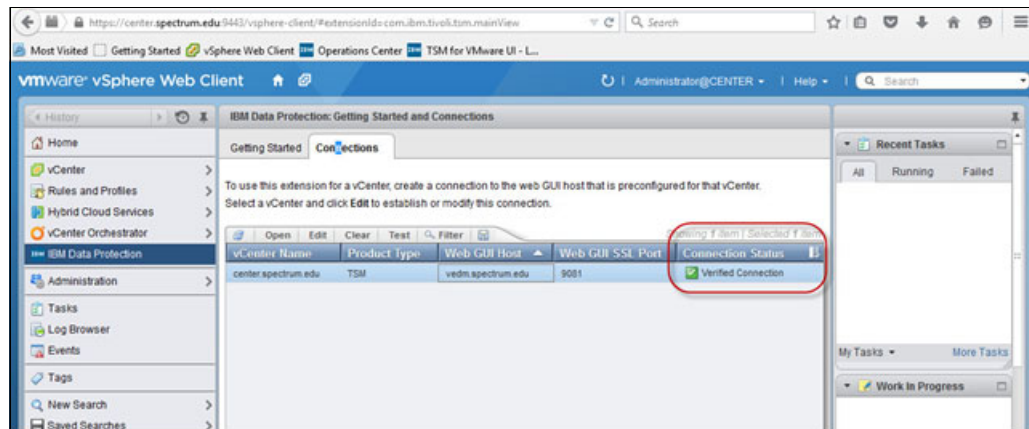 https://center.spectrum.edu:9443/vsphere-client/#extensionId=com.ibm.tivoli.tsm.mainView
Search
Most Visited Getting Started vSphere Web Client Operations Center TSM for VMware UI - L...
vmware® vSphere Web Client
Administrator@CENTER
Help
Search
History
Home
vCenter
Rules and Profiles
Hybrid Cloud Services
vCenter Orchestrator
IBM Data Protection
Administration
Tasks
Log Browser
Events
Tags
New Search
Saved Searches
IBM Data Protection: Getting Started and Connections
Getting Started Connections
To use this extension for a vCenter, create a connection to the web GUI host that is preconfigured for that vCenter.
Select a vCenter and click Edit to establish or modify this connection.
Open Edit Clear Test Filter
Showing 1 item | Selected 1 item
vCenter Name Product Type Web GUI Host Web GUI SSL Port Connection Status
center.spectrum.edu TSM vedm.spectrum.edu 9081 Verified Connection
Recent Tasks
All Running Failed
My Tasks More Tasks
Work In Progress